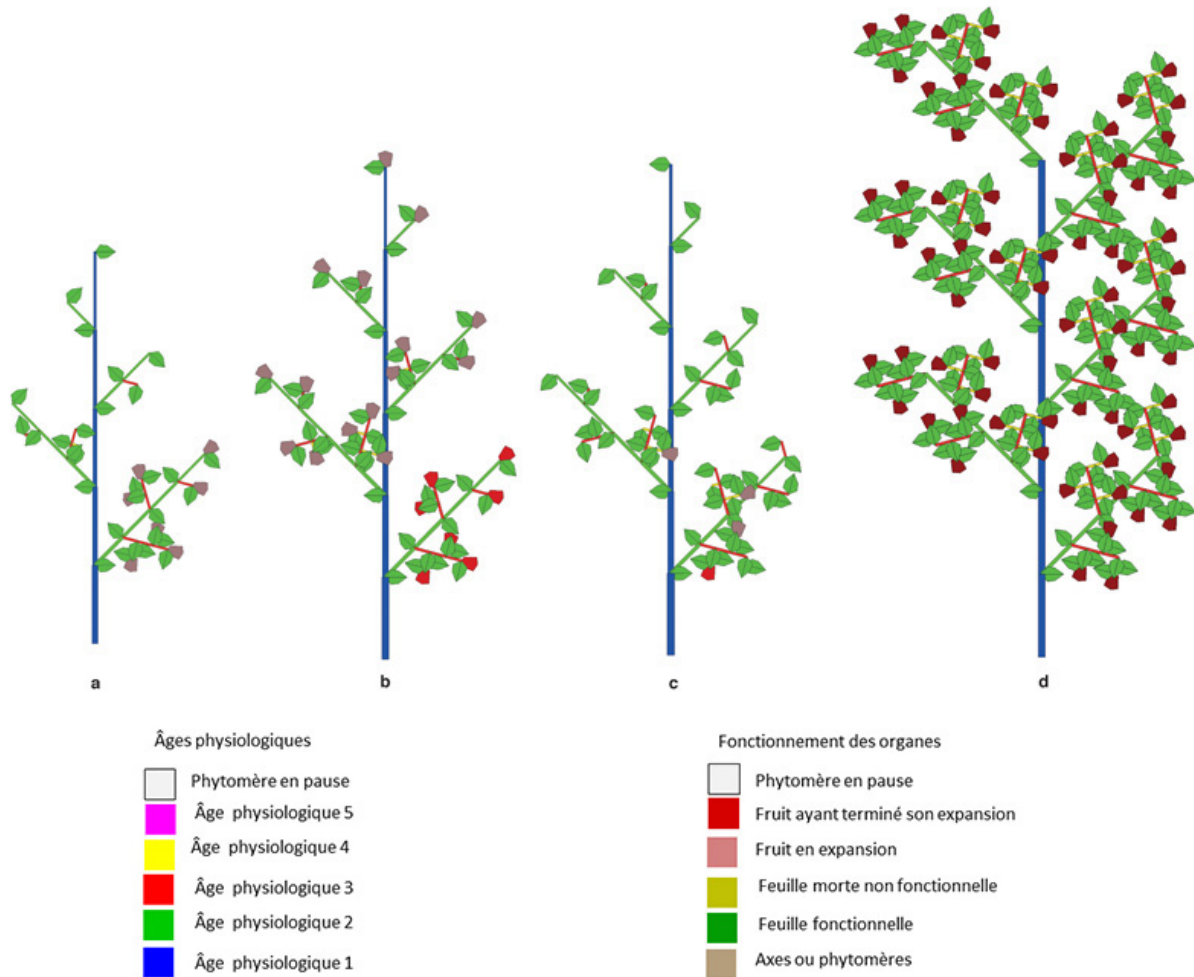 a
b
c
d
Âges physiologiques
Phytomère en pause
Âge physiologique 5
Âge physiologique 4
Âge physiologique 3
Âge physiologique 2
Âge physiologique 1
Fonctionnement des organes
Phytomère en pause
Fruit ayant terminé son expansion
Fruit en expansion
Feuille morte non fonctionnelle
Feuille fonctionnelle
Axes ou phytomères